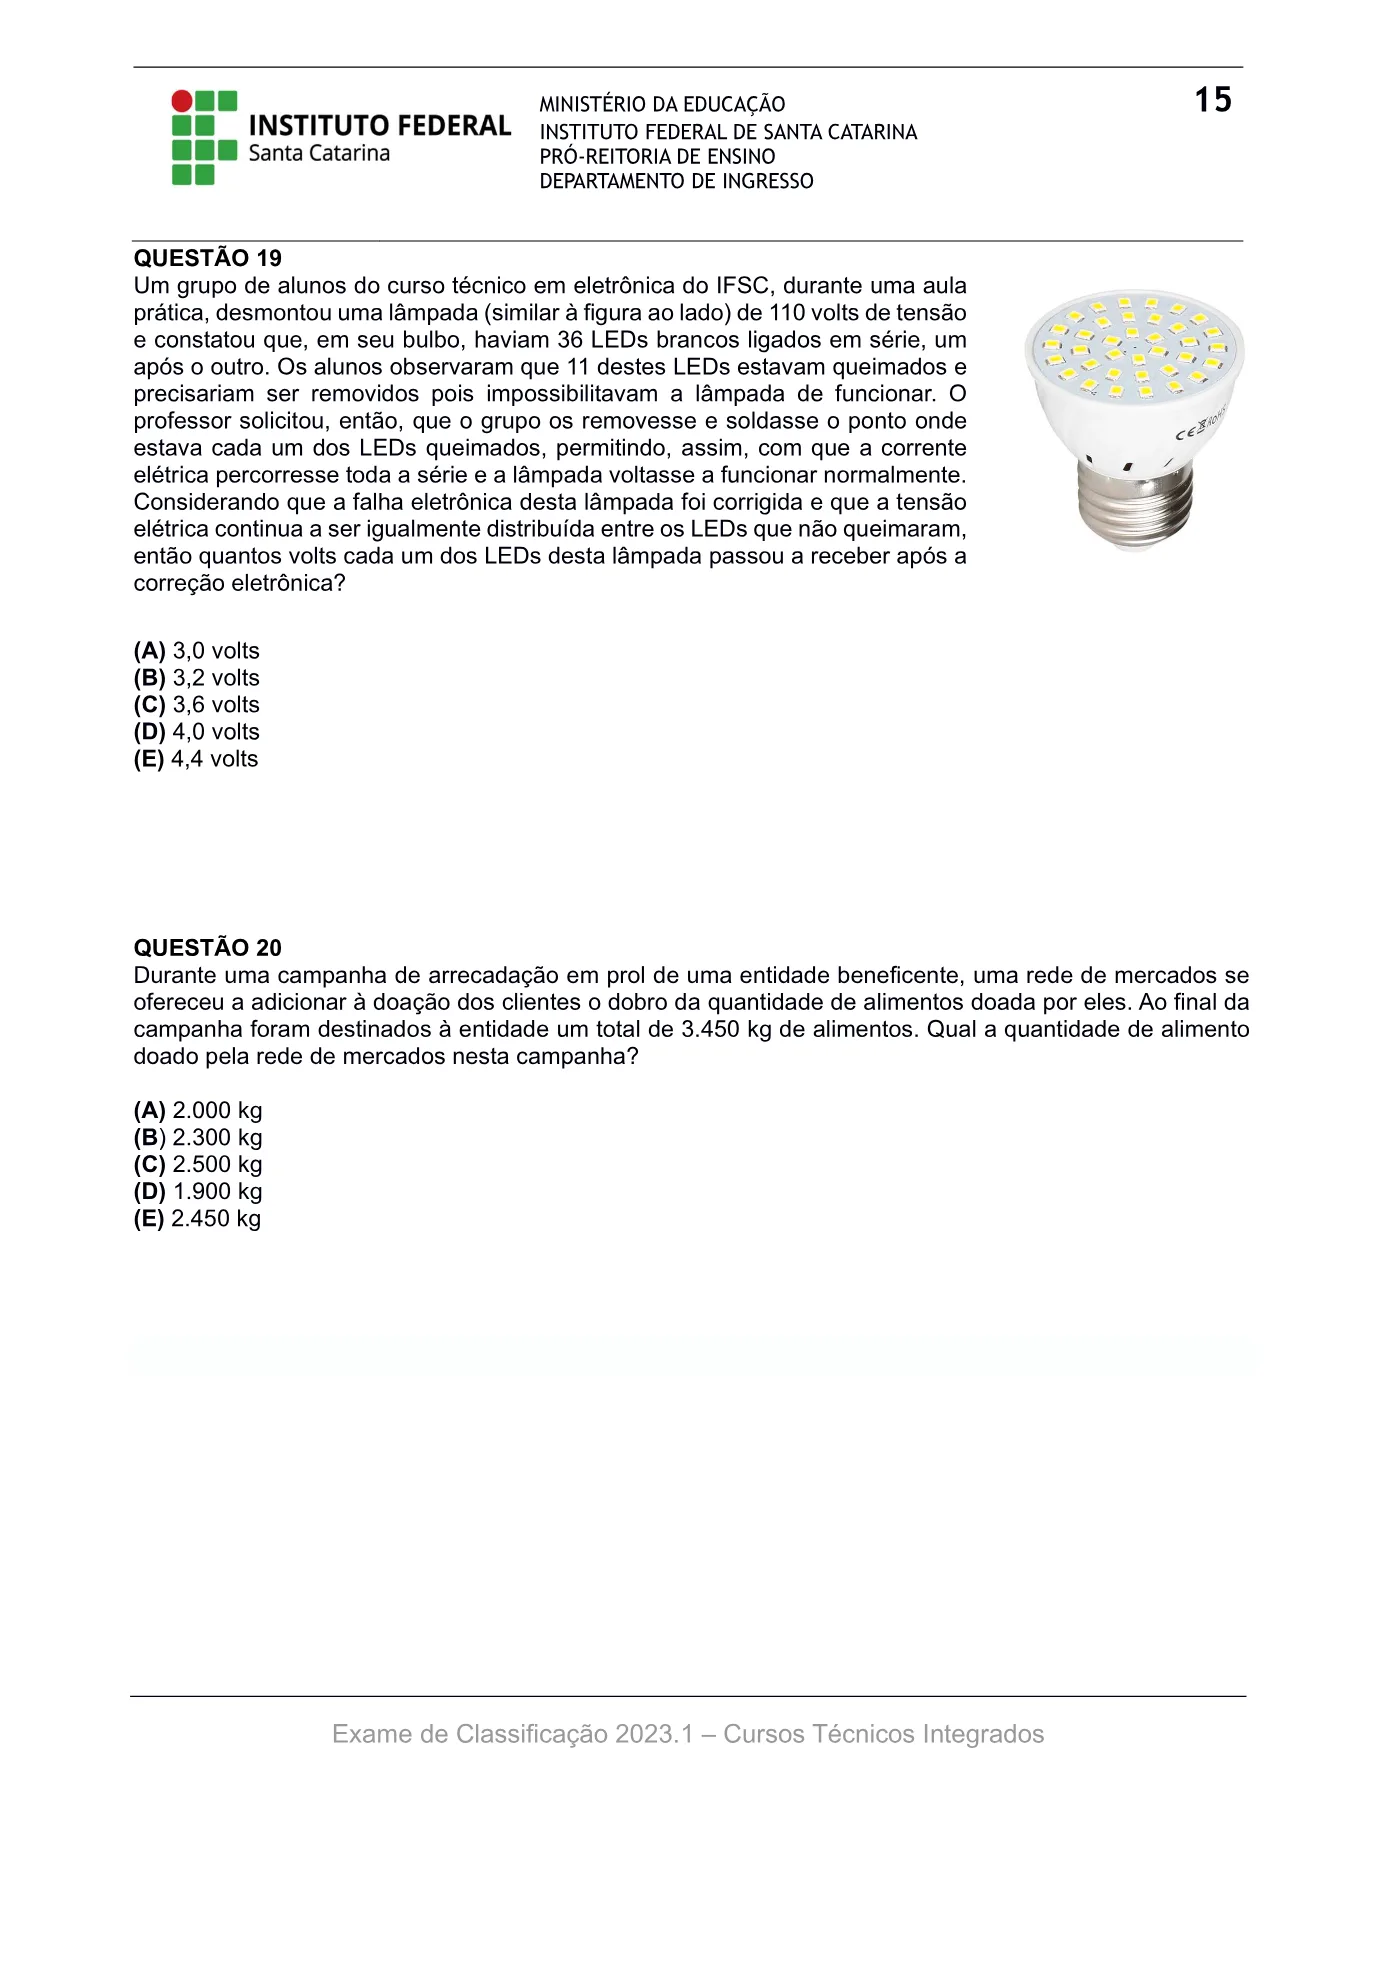 INSTITUTO FEDERAL
Santa Catarina
MINISTÉRIO DA EDUCAÇÃO
INSTITUTO FEDERAL DE SANTA CATARINA
PRÓ-REITORIA DE ENSINO
DEPARTAMENTO DE INGRESSO
15
QUESTÃO 19
Um grupo de alunos do curso técnico em eletrônica do IFSC, durante uma aula
prática, desmontou uma lâmpada (similar à figura ao lado) de 110 volts de tensão
e constatou que, em seu bulbo, haviam 36 LEDs brancos ligados em série, um
após o outro. Os alunos observaram que 11 destes LEDs estavam queimados e
precisariam ser removidos pois impossibilitavam a lâmpada de funcionar. O
professor solicitou, então, que o grupo os removesse e soldasse o ponto onde
estava cada um dos LEDs queimados, permitindo, assim, com que a corrente
elétrica percorresse toda a série e a lâmpada voltasse a funcionar normalmente.
Considerando que a falha eletrônica desta lâmpada foi corrigida e que a tensão
elétrica continua a ser igualmente distribuída entre os LEDs que não queimaram,
então quantos volts cada um dos LEDs desta lâmpada passou a receber após a
correção eletrônica?
CE RoHS
(A) 3,0 volts
(B) 3,2 volts
(C) 3,6 volts
(D) 4,0 volts
(E) 4,4 volts
QUESTÃO 20
Durante uma campanha de arrecadação em prol de uma entidade beneficente, uma rede de mercados se
ofereceu a adicionar à doação dos clientes o dobro da quantidade de alimentos doada por eles. Ao final da
campanha foram destinados à entidade um total de 3.450 kg de alimentos. Qual a quantidade de alimento
doado pela rede de mercados nesta campanha?
(A) 2.000 kg
(B) 2.300 kg
(C) 2.500 kg
(D) 1.900 kg
(E) 2.450 kg
Exame de Classificação 2023.1 – Cursos Técnicos Integrados